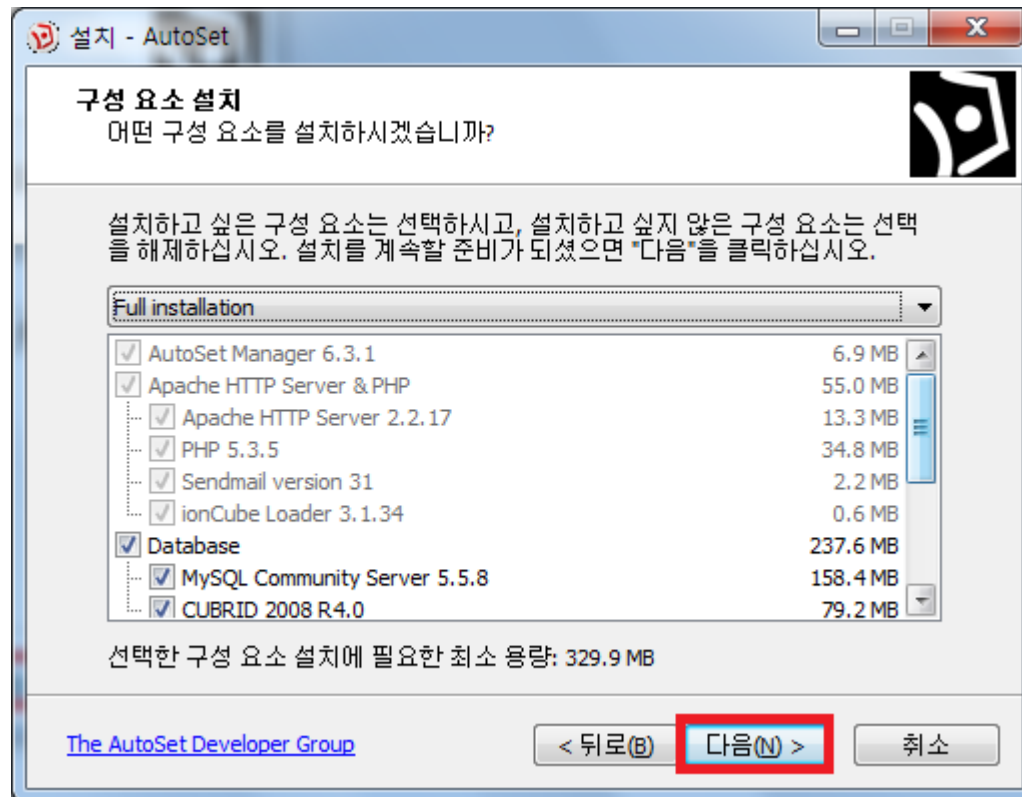 설치 - AutoSet
구성 요소 설치
어떤 구성 요소를 설치하시겠습니까?
설치하고 싶은 구성 요소는 선택하시고, 설치하고 싶지 않은 구성 요소는 선택
을 해제하십시오. 설치를 계속할 준비가 되셨으면 "다음"을 클릭하십시오.
Full installation
AutoSet Manager 6.3.1 6.9 MB
Apache HTTP Server & PHP 55.0 MB
Apache HTTP Server 2.2.17 13.3 MB
PHP 5.3.5 34.8 MB
Sendmail version 31 2.2 MB
ionCube Loader 3.1.34 0.6 MB
Database 237.6 MB
MySQL Community Server 5.5.8 158.4 MB
CUBRID 2008 R4.0 79.2 MB
선택한 구성 요소 설치에 필요한 최소 용량: 329.9 MB
The AutoSet Developer Group < 뒤로(B) 다음(N) > 취소